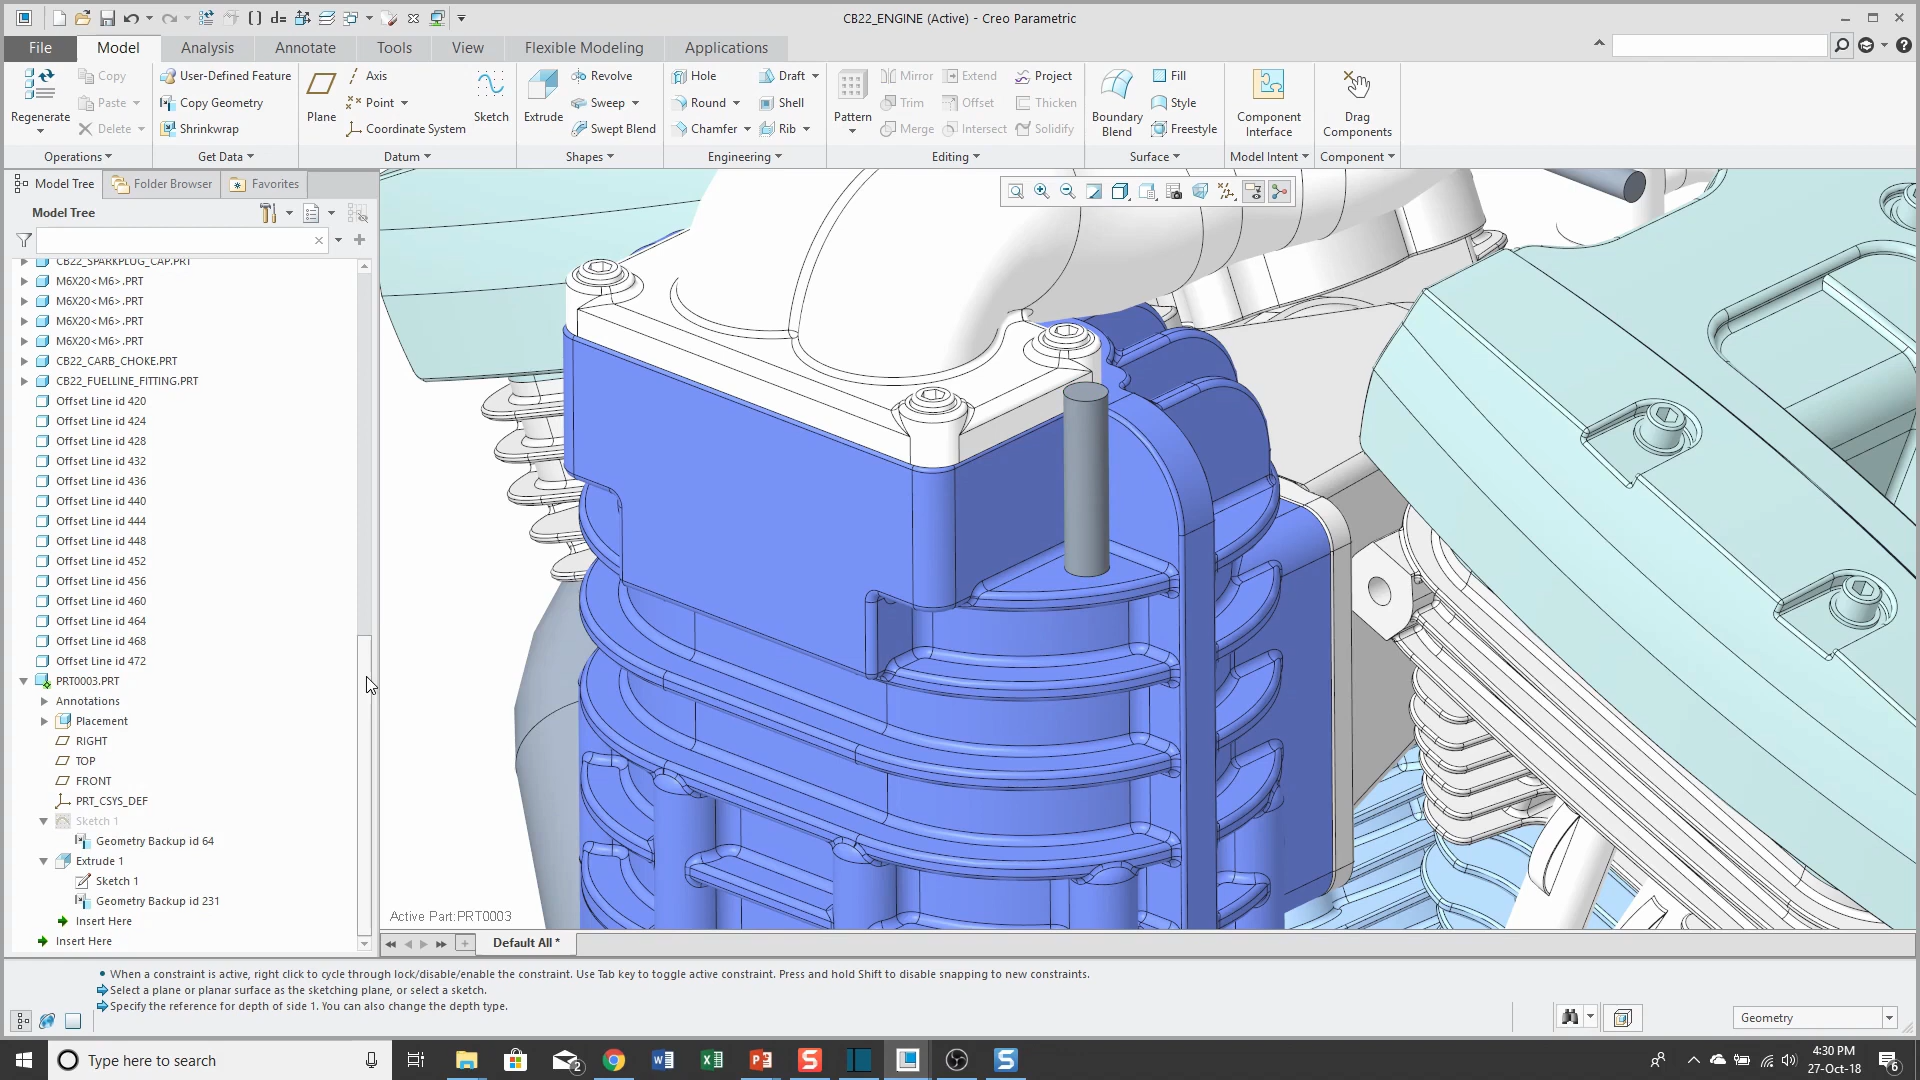 CB22_ENGINE (Active) - Creo Parametric
File Model Analysis Annotate Tools View Flexible Modeling Applications
Regenerate
Copy
Paste
Delete
Operations
User-Defined Feature
Copy Geometry
Shrinkwrap
Get Data
Plane
Axis
Point
Coordinate System
Sketch
Datum
Extrude
Revolve
Sweep
Swept Blend
Shapes
Hole
Round
Chamfer
Draft
Shell
Rib
Engineering
Pattern
Mirror
Trim
Merge
Extend
Offset
Intersect
Project
Thicken
Solidify
Editing
Boundary Blend
Fill
Style
Freestyle
Surface
Component Interface
Model Intent
Drag Components
Component
Model Tree Folder Browser Favorites
Model Tree
CB22_SPARKPLUG_CAP.PRT
M6X20<M6>.PRT
M6X20<M6>.PRT
M6X20<M6>.PRT
M6X20<M6>.PRT
CB22_CARB_CHOKE.PRT
CB22_FUELLINE_FITTING.PRT
Offset Line id 420
Offset Line id 424
Offset Line id 428
Offset Line id 432
Offset Line id 436
Offset Line id 440
Offset Line id 444
Offset Line id 448
Offset Line id 452
Offset Line id 456
Offset Line id 460
Offset Line id 464
Offset Line id 468
Offset Line id 472
PRT0003.PRT
Annotations
Placement
RIGHT
TOP
FRONT
PRT_CSYS_DEF
Sketch 1
Geometry Backup id 64
Extrude 1
Sketch 1
Geometry Backup id 231
Insert Here
Insert Here
Active Part:PRT0003
Default All *
• When a constraint is active, right click to cycle through lock/disable/enable the constraint. Use Tab key to toggle active constraint. Press and hold Shift to disable snapping to new constraints.
Select a plane or planar surface as the sketching plane, or select a sketch.
Specify the reference for depth of side 1. You can also change the depth type.
Geometry
Type here to search
2
4:30 PM
27-Oct-18
6